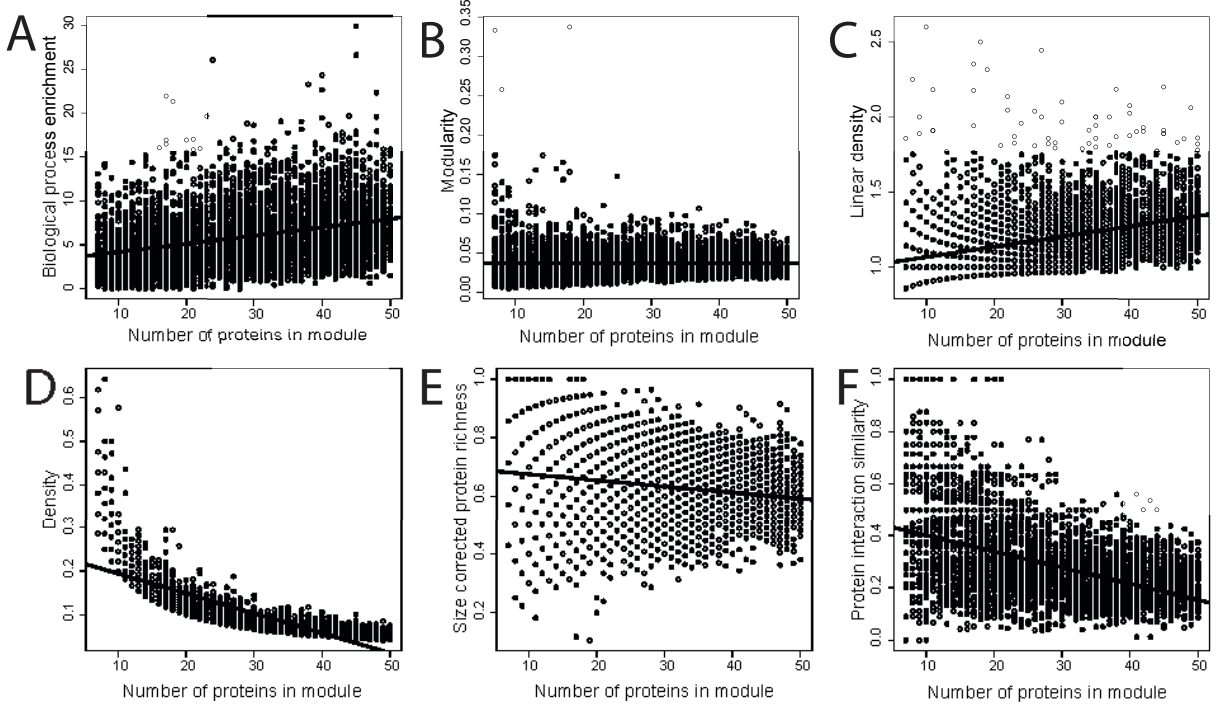 A
Biological process enrichment
30
25
20
15
10
5
0
10 20 30 40 50
Number of proteins in module
B
Modularity
0.35
0.30
0.25
0.20
0.15
0.10
0.05
0.00
10 20 30 40 50
Number of proteins in module
C
Linear density
2.5
2.0
1.5
1.0
10 20 30 40 50
Number of proteins in module
D
Density
0.6
0.5
0.4
0.3
0.2
0.1
10 20 30 40 50
Number of proteins in module
E
Size corrected protein richness
1.0
0.8
0.6
0.4
0.2
10 20 30 40 50
Number of proteins in module
F
Protein interaction similarity
1.0
0.8
0.6
0.4
0.2
0.0
10 20 30 40 50
Number of proteins in module